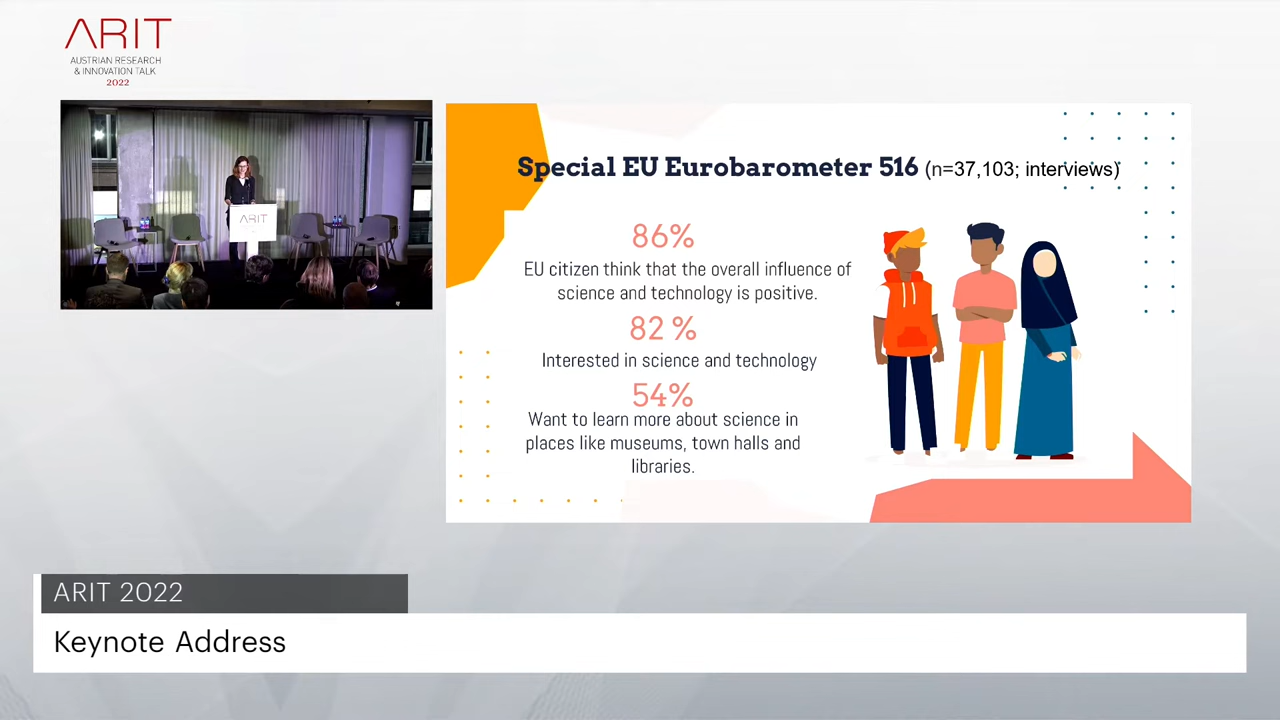 ARIT
AUSTRIAN RESEARCH
& INNOVATION TALK
2022
ARIT
Special EU Eurobarometer 516 (n=37,103; interviews)
86%
EU citizen think that the overall influence of
science and technology is positive.
82 %
Interested in science and technology
54%
Want to learn more about science in
places like museums, town halls and
libraries.
ARIT 2022
Keynote Address